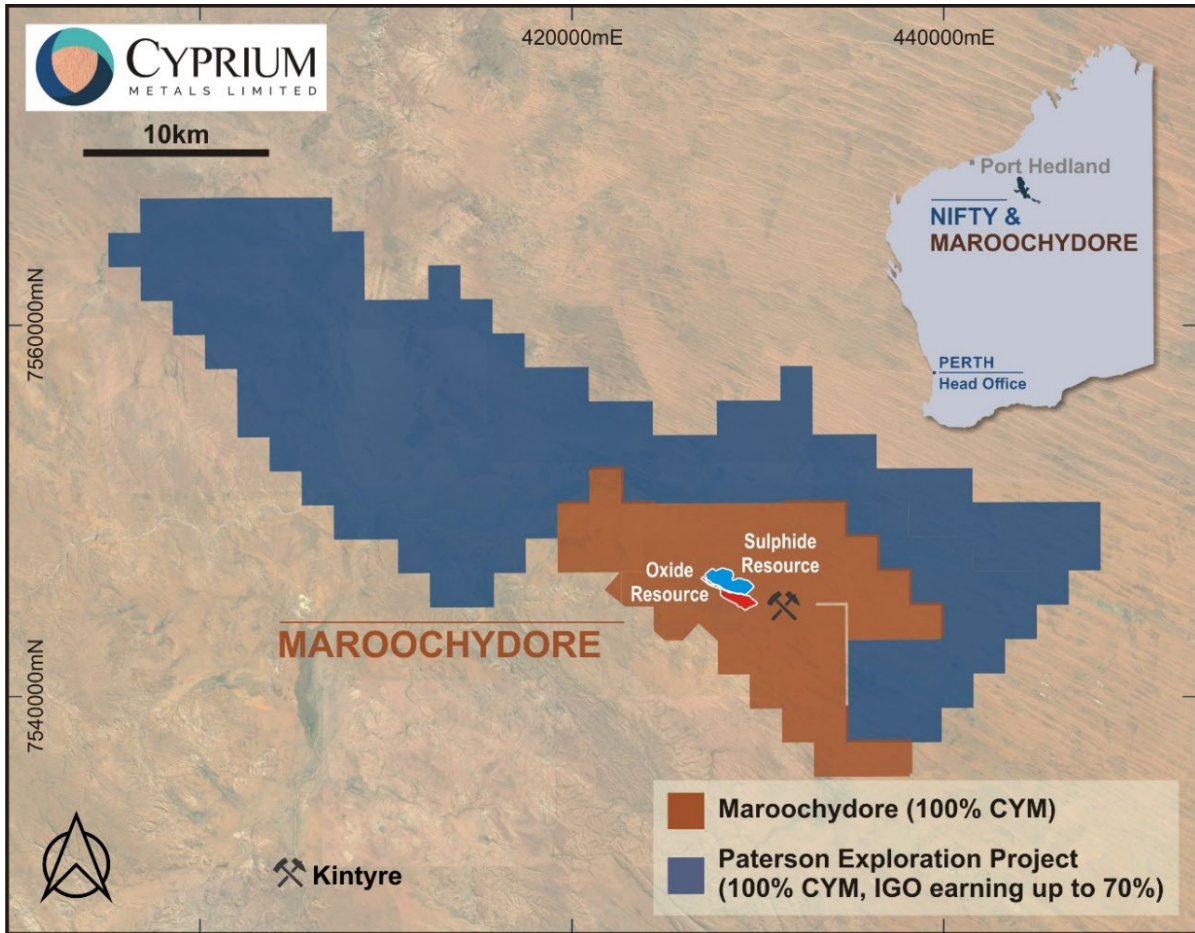 CYPRIUM
METALS LIMITED
10km
420000mE
440000mE
7560000mN
7540000mN
Port Hedland
NIFTY &
MAROOCHYDORE
PERTH
Head Office
Sulphide
Resource
Oxide
Resource
MAROOCHYDORE
Kintyre
Maroochydore (100% CYM)
Paterson Exploration Project
(100% CYM, IGO earning up to 70%)